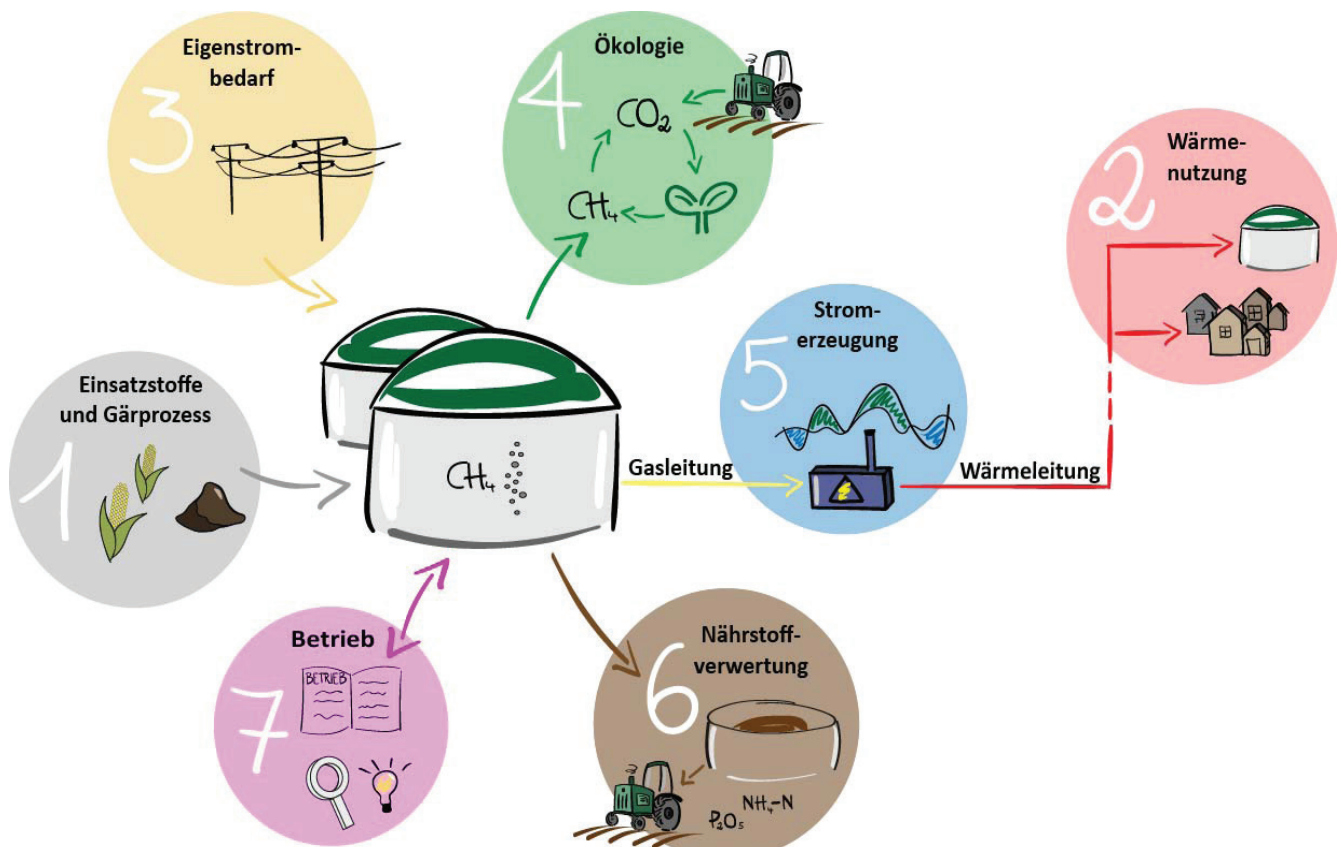 3
Eigenstrom-
bedarf
4
Ökologie
CO₂
CH₄
2
Wärme-
nutzung
1
Einsatzstoffe
und Gärprozess
CH₄
Gasleitung
5
Strom-
erzeugung
Wärmeleitung
7
Betrieb
BETRIEB
6
Nährstoff-
verwertung
P₂O₅
NH₄-N